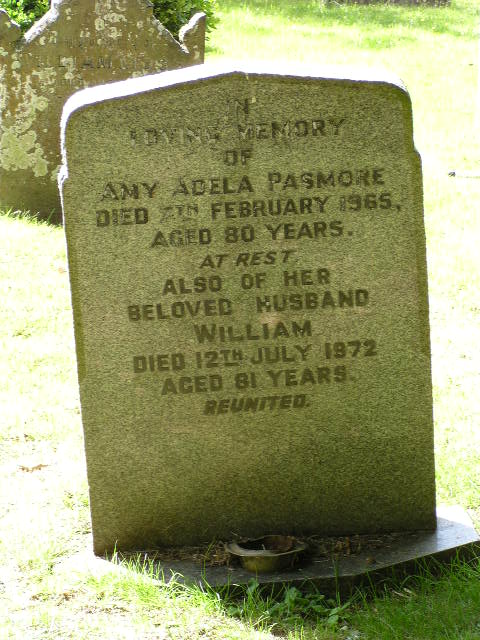 IN
LOVING MEMORY
OF
AMY ADELA PASMORE
DIED 7TH FEBRUARY 1965,
AGED 80 YEARS.
AT REST
ALSO OF HER
BELOVED HUSBAND
WILLIAM
DIED 12TH JULY 1972
AGED 81 YEARS.
REUNITED.